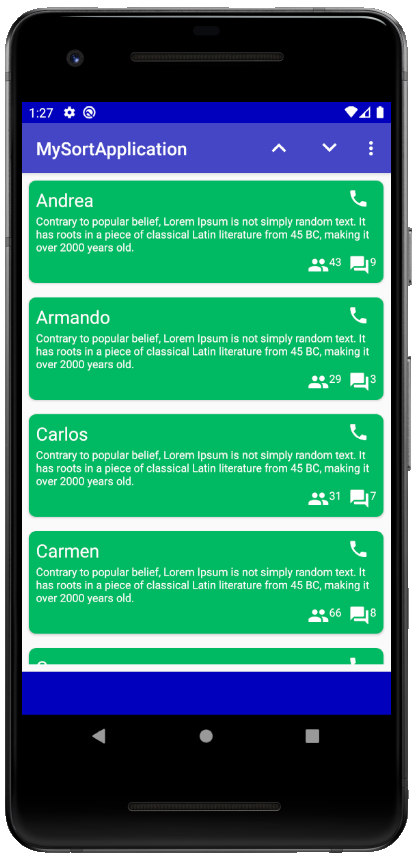 1:27
MySortApplication
Andrea
Contrary to popular belief, Lorem Ipsum is not simply random text. It
has roots in a piece of classical Latin literature from 45 BC, making it
over 2000 years old.
43 9
Armando
Contrary to popular belief, Lorem Ipsum is not simply random text. It
has roots in a piece of classical Latin literature from 45 BC, making it
over 2000 years old.
29 3
Carlos
Contrary to popular belief, Lorem Ipsum is not simply random text. It
has roots in a piece of classical Latin literature from 45 BC, making it
over 2000 years old.
31 7
Carmen
Contrary to popular belief, Lorem Ipsum is not simply random text. It
has roots in a piece of classical Latin literature from 45 BC, making it
over 2000 years old.
66 8